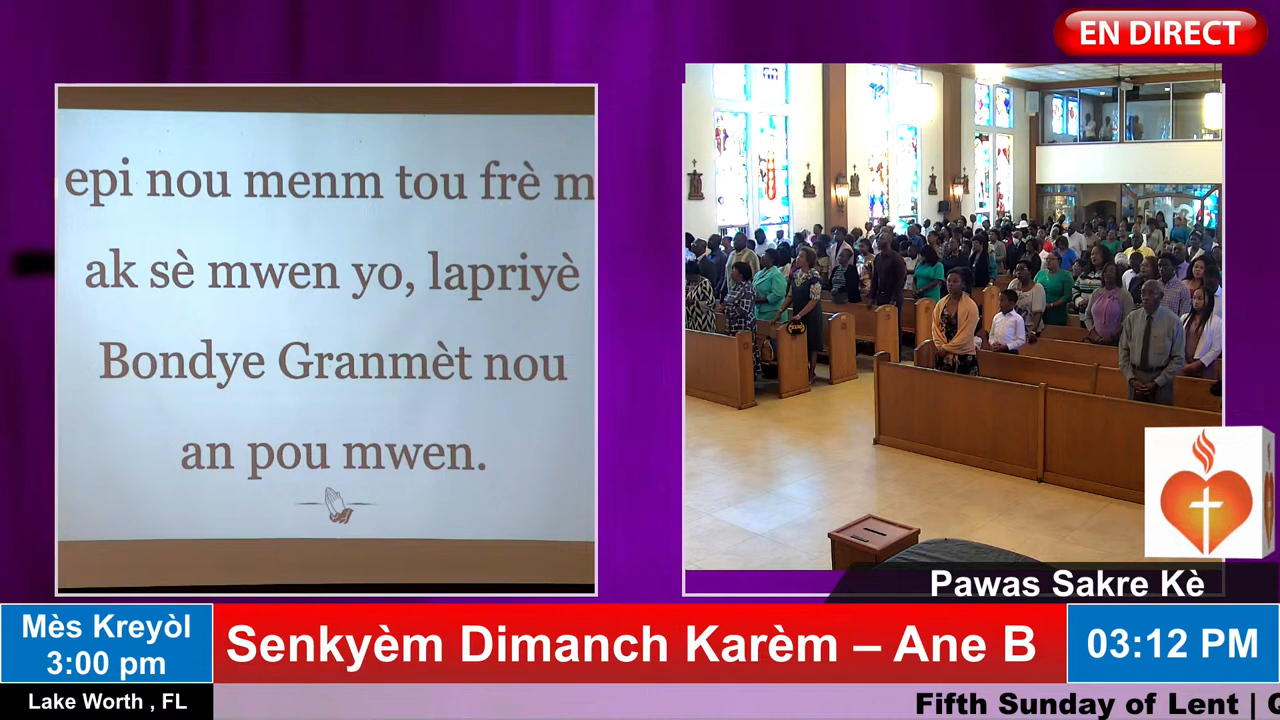 EN DIRECT
epi nou menm tou frè m
ak sè mwen yo, lapriyè
Bondye Granmèt nou
an pou mwen.
Pawas Sakre Kè
Mès Kreyòl
3:00 pm
Senkyèm Dimanch Karèm – Ane B
03:12 PM
Lake Worth , FL
Fifth Sunday of Lent |